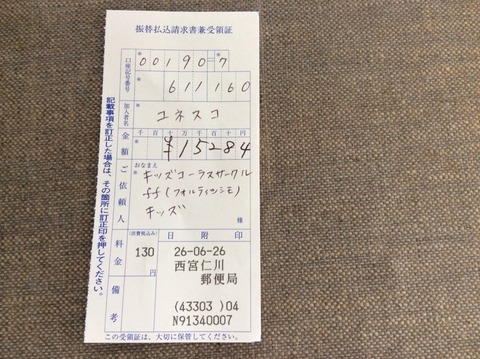 振替払込請求書兼受領証
口座記号番号
00190=7
611160
加入者名
ユネスコ
金額
千百十万千百十円
¥15284
ご依頼人
おなまえ
キッズコーラスサークル
ff(フォルティッシモ)
キッズ
様
料金
(消費税込み)
130
円
日附印
26-06-26
西宮仁川
郵便局
備考
(43303)04
N91340007
記載事項を訂正した場合は、その箇所に訂正印を押してください。
この受領証は、大切に保管してください。